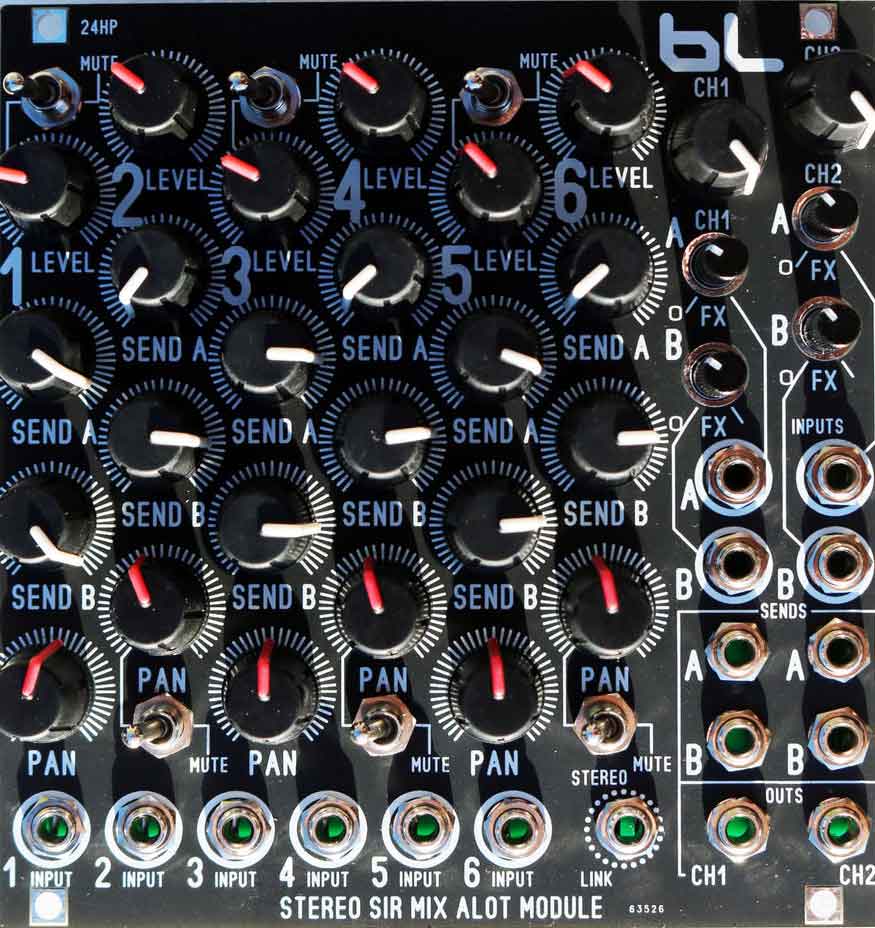 24HP
bL
MUTE MUTE MUTE
CH1
2 LEVEL 4 LEVEL 6 LEVEL
CH2
A CH1 A
1 LEVEL 3 LEVEL 5 LEVEL
0 FX
0 FX
SEND A SEND A SEND A
B B
FX
SEND A SEND A SEND A
0 FX
INPUTS
A
SEND B SEND B SEND B
B B
SEND B SEND B SEND B
SENDS
PAN PAN PAN
A A
PAN PAN PAN
MUTE MUTE MUTE
B B
STEREO
OUTS
1 INPUT 2 INPUT 3 INPUT 4 INPUT 5 INPUT 6 INPUT
LINK
CH1 CH2
STEREO SIR MIX ALOT MODULE
63526